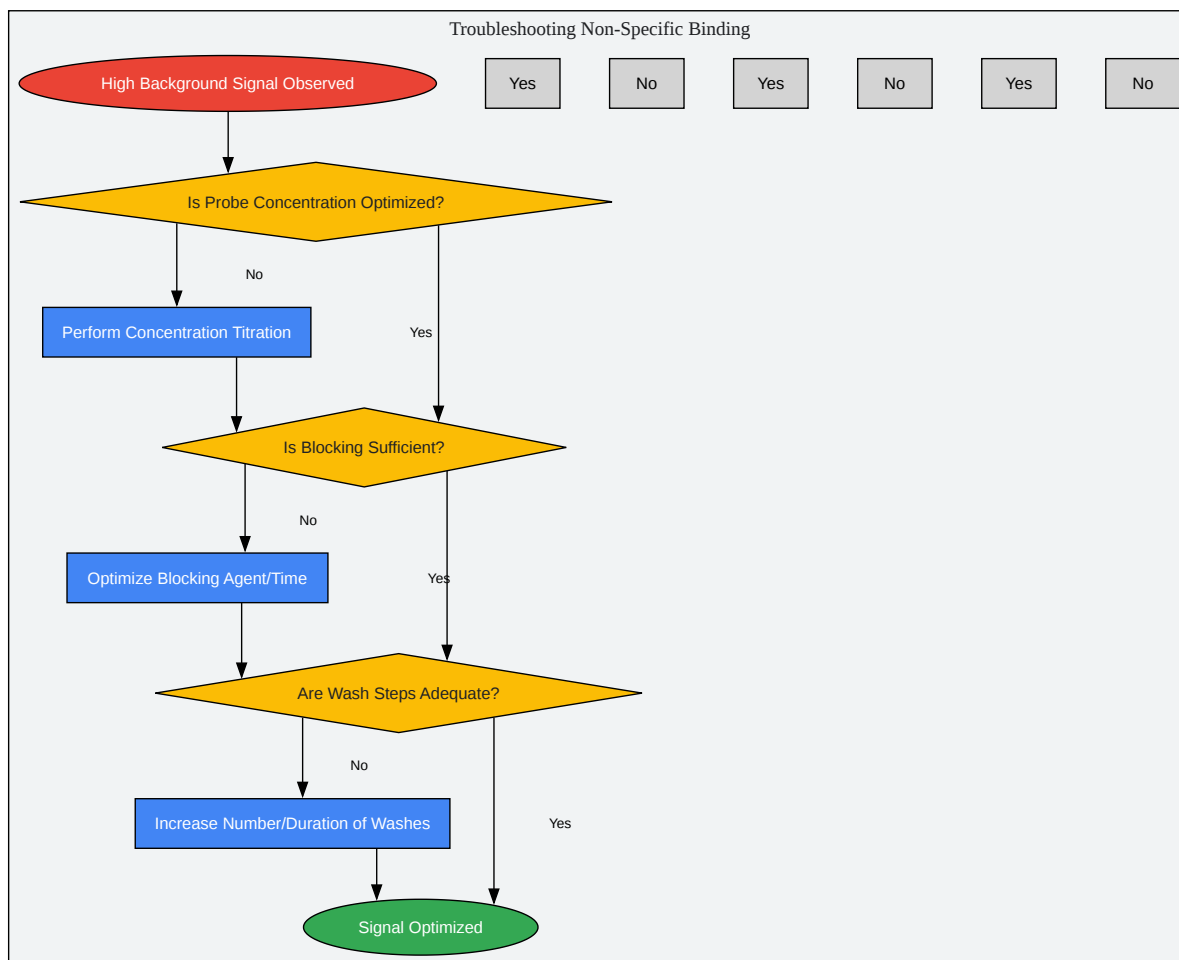 Troubleshooting Non-Specific Binding
High Background Signal Observed
Yes
No
Yes
No
Yes
No
Is Probe Concentration Optimized?
No
Perform Concentration Titration
Yes
Is Blocking Sufficient?
No
Optimize Blocking Agent/Time
Yes
Are Wash Steps Adequate?
No
Increase Number/Duration of Washes
Yes
Signal Optimized